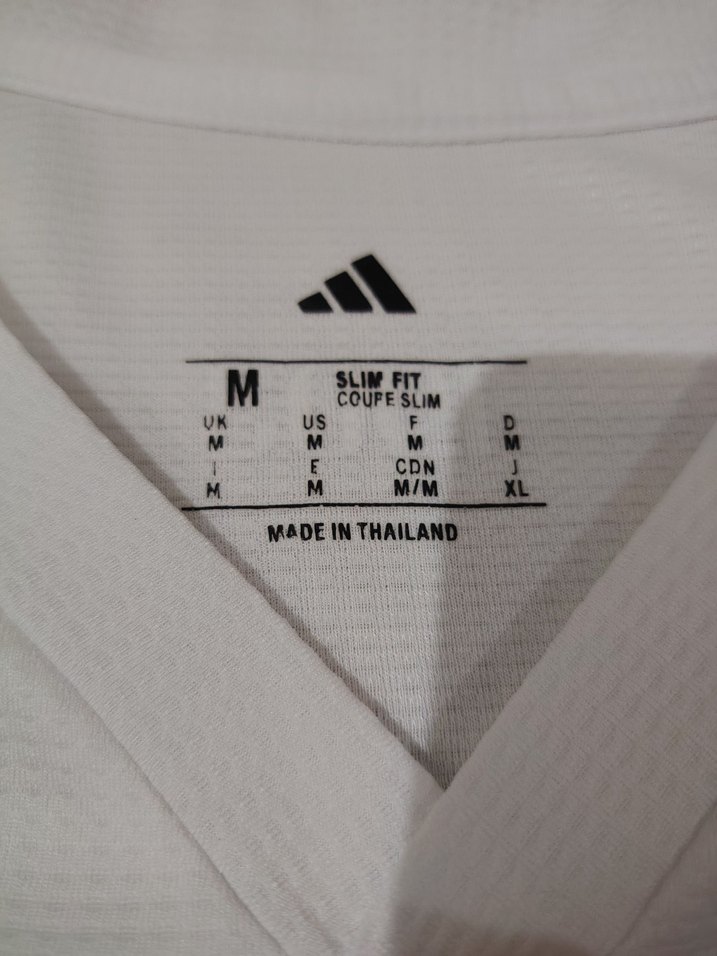 M SLIM FIT
COUPE SLIM
UK US F D
M M M M
I E CDN J
M M M/M XL
MADE IN THAILAND